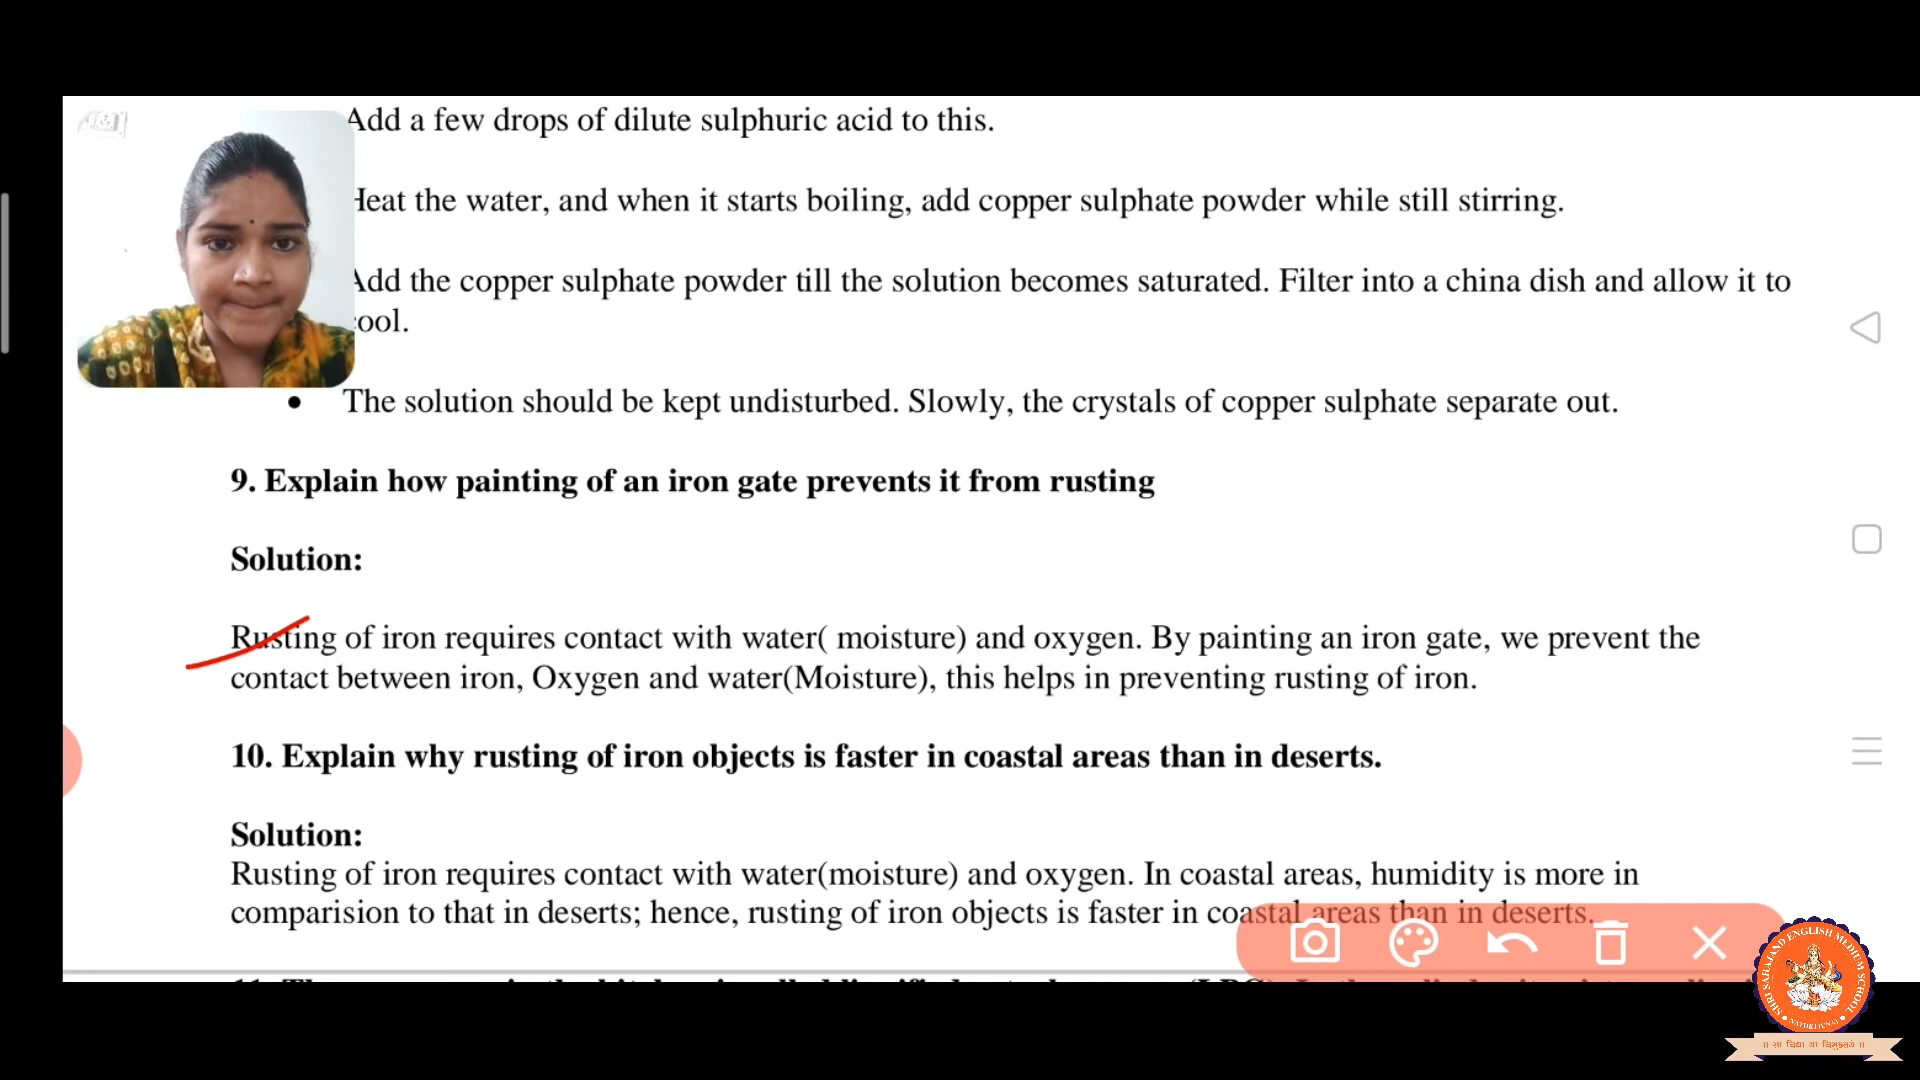 Add a few drops of dilute sulphuric acid to this.
Heat the water, and when it starts boiling, add copper sulphate powder while still stirring.
Add the copper sulphate powder till the solution becomes saturated. Filter into a china dish and allow it to
cool.
• The solution should be kept undisturbed. Slowly, the crystals of copper sulphate separate out.
9. Explain how painting of an iron gate prevents it from rusting
Solution:
Rusting of iron requires contact with water( moisture) and oxygen. By painting an iron gate, we prevent the
contact between iron, Oxygen and water(Moisture), this helps in preventing rusting of iron.
10. Explain why rusting of iron objects is faster in coastal areas than in deserts.
Solution:
Rusting of iron requires contact with water(moisture) and oxygen. In coastal areas, humidity is more in
comparision to that in deserts; hence, rusting of iron objects is faster in coastal areas than in deserts.
SHRI SARAJAND ENGLISH MEDIUM SCHOOL
॥ सा विद्या या विमुक्तये ॥